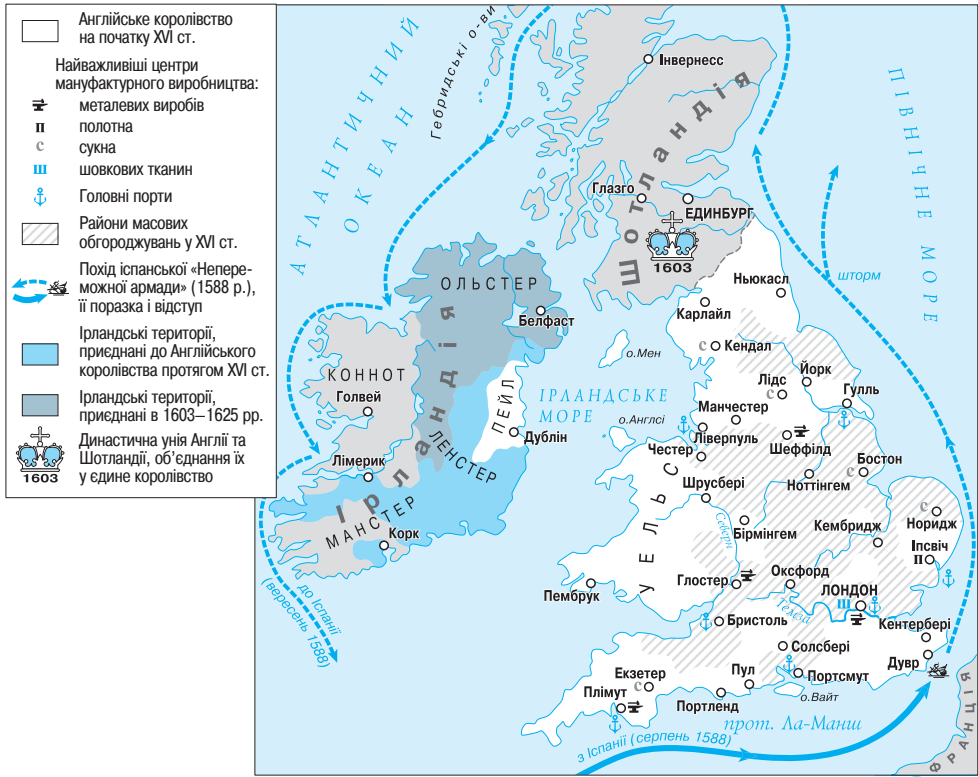 Англійське королівство
на початку XVI ст.
Найважливіші центри
мануфактурного виробництва:
металевих виробів
п полотна
с сукна
ш шовкових тканин
Головні порти
Райони масових
обгороджувань у XVI ст.
Похід іспанської «Непере-
можної армади» (1588 р.),
її поразка і відступ
Ірландські території,
приєднані до Англійського
королівства протягом XVI ст.
Ірландські території,
приєднані в 1603–1625 рр.
Династична унія Англії та
Шотландії, об’єднання їх
у єдине королівство
1603
АТЛАНТИЧНИЙ
ОКЕАН
Гебридські о-ви
Інвернесс
ПІВНІЧНЕ МОРЕ
Шотландія
Глазго
ЕДИНБУРГ
1603
шторм
Ньюкасл
Карлайл
ОЛЬСТЕР
Белфаст
о.Мен
с Кендал
Йорк
Лідс
с
Гулль
КОННОТ
Голвей
Ірландія
ПЕЙЛ
ІРЛАНДСЬКЕ
МОРЕ
Дублін
о.Англсі
Манчестер
Ліверпуль
Честер
Шеффілд
Бостон
с
Ноттінгем
ЛЕНСТЕР
Лімерик
МАНСТЕР
Корк
Шрусбері
УЕЛЬС
Северн
Бірмінгем
Кембридж
с
Норидж
Іпсвіч
п
Пембрук
Глостер
Оксфорд
ЛОНДОН
ш
Темза
Бристоль
Кентербері
Солсбері
Дувр
Екзетер
с
Пул
Портсмут
Плімут
Портленд
о.Вайт
прот. Ла-Манш
з Іспанії (серпень 1588)
до Іспанії
(вересень 1588)
ФРАНЦІЯ